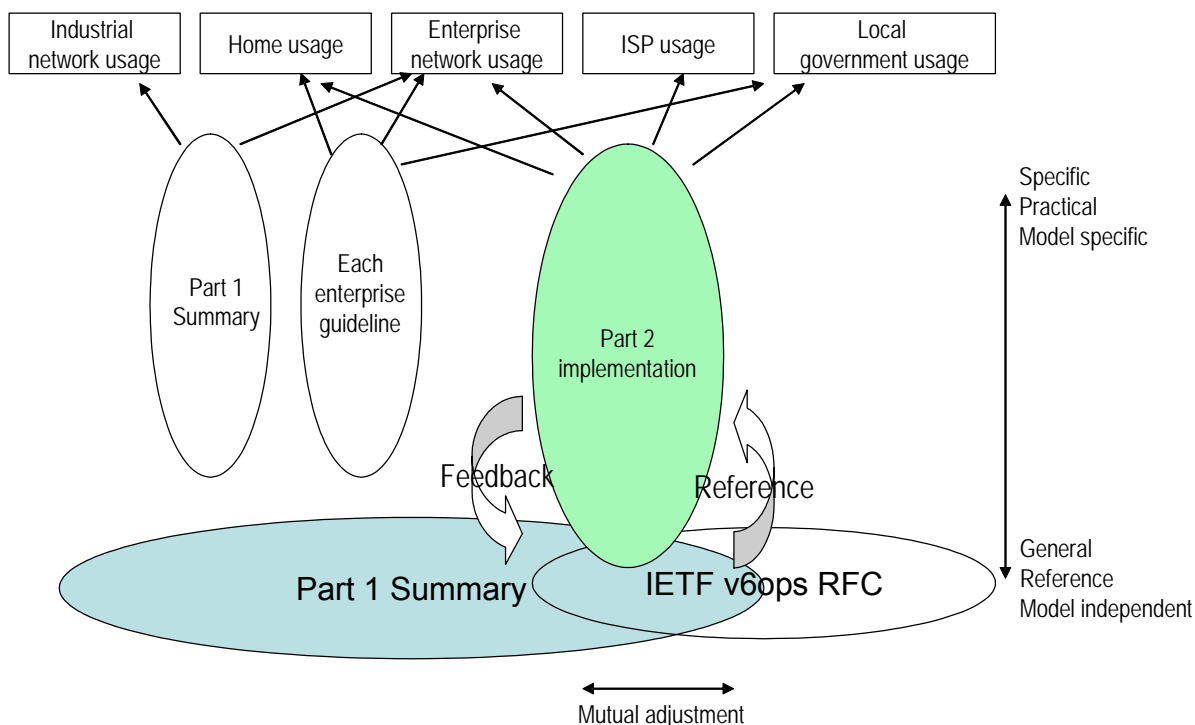 Industrial
network usage
Home usage
Enterprise
network usage
ISP usage
Local
government usage
Specific
Practical
Model specific
Part 1
Summary
Each
enterprise
guideline
Part 2
implementation
Feedback
Reference
Part 1 Summary
IETF v6ops RFC
General
Reference
Model independent
Mutual adjustment